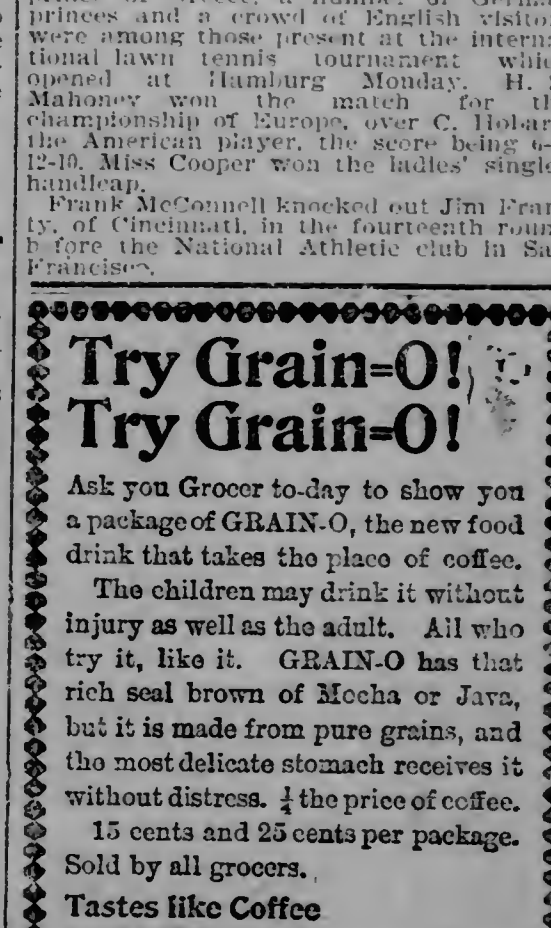 princes and a crowd of English visito
were among those present at the interna
tional lawn tennis tournament whic
opened at Hamburg Monday. H. S
Mahoney won the match for th
championship of Europe, over C. Hobar
the American player, the score being 6-
12-10. Miss Cooper won the ladies' single
handicap.
Frank McConnell knocked out Jim Fran
ty, of Cincinnati, in the fourteenth roun
b fore the National Athletic club in Sa
Francisco.
Try Grain=O!
Try Grain=O!
Ask you Grocer to-day to show you
a package of GRAIN-O, the new food
drink that takes the place of coffee.
The children may drink it without
injury as well as the adult. All who
try it, like it. GRAIN-O has that
rich seal brown of Mocha or Java,
but it is made from pure grains, and
the most delicate stomach receives it
without distress. ¼ the price of coffee.
15 cents and 25 cents per package.
Sold by all grocers.
Tastes like Coffee